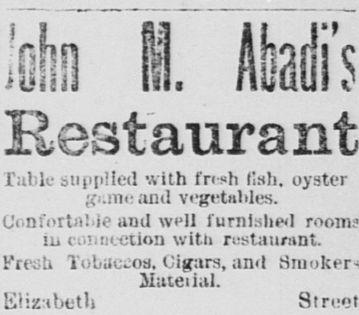 John M. Abadi's
Restaurant
Table supplied with fresh fish, oyster
game and vegetables.
Comfortable and well furnished rooms
in connection with restaurant.
Fresh Tobaccos, Cigars, and Smokers
Material.
Elizabeth Street